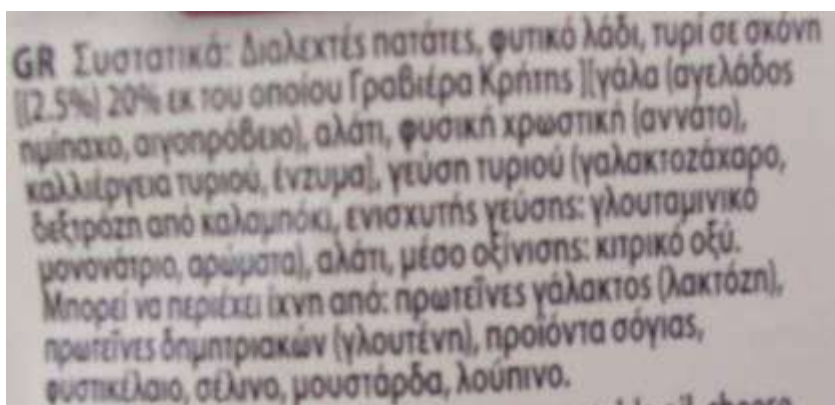 GR Συστατικά: Διαλεχτές πατάτες, φυτικό λάδι, τυρί σε σκόνη
[(2.5%) 20% εκ του οποίου Γραβιέρα Κρήτης ][γάλα (αγελάδος
ημίπαχο, αιγοπρόβειο), αλάτι, φυσική χρωστική (αννάτο),
καλλιέργεια τυριού, ένζυμα], γεύση τυριού (γαλακτοζάχαρο,
δεξτρόζη από καλαμπόκι, ενισχυτής γεύσης: γλουταμινικό
μονονάτριο, αρώματα), αλάτι, μέσο οξίνισης: κιτρικό οξύ.
Μπορεί να περιέχει ίχνη από: πρωτεΐνες γάλακτος (λακτόζη),
πρωτεΐνες δημητριακών (γλουτένη), προϊόντα σόγιας,
φυστικέλαιο, σέλινο, μουστάρδα, λούπινο.
oil, cheese